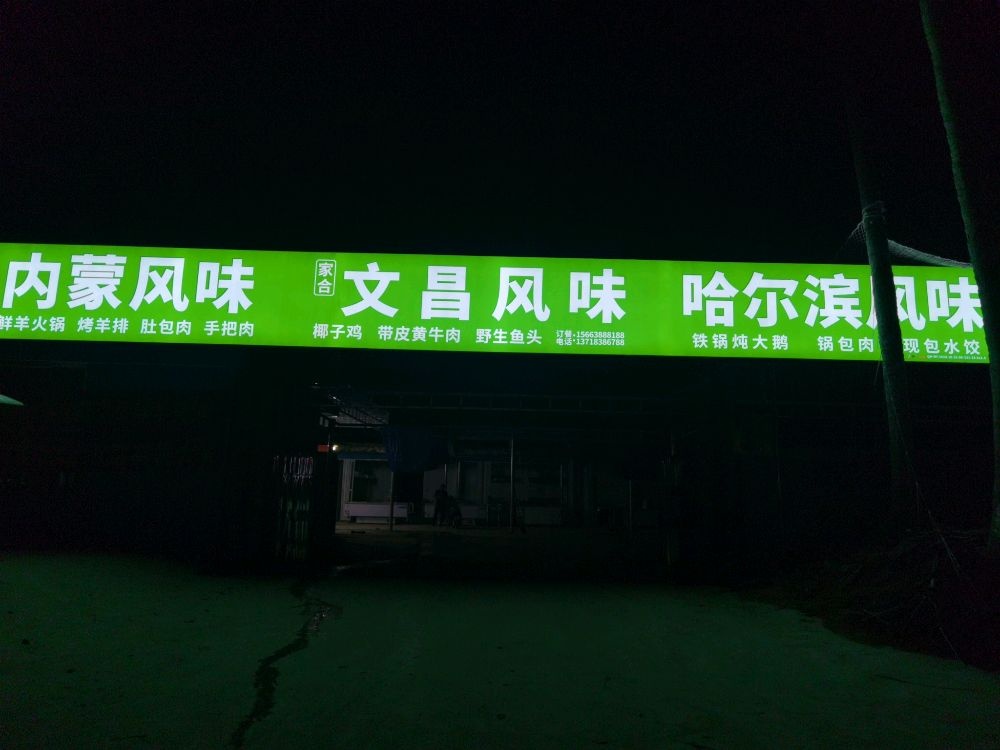 内蒙风味
鲜羊火锅 烤羊排 肚包肉 手把肉
家合
文昌风味
椰子鸡 带皮黄牛肉 野生鱼头
订餐:15663888188
电话:13718386788
哈尔滨风味
铁锅炖大鹅 锅包肉 现包水饺